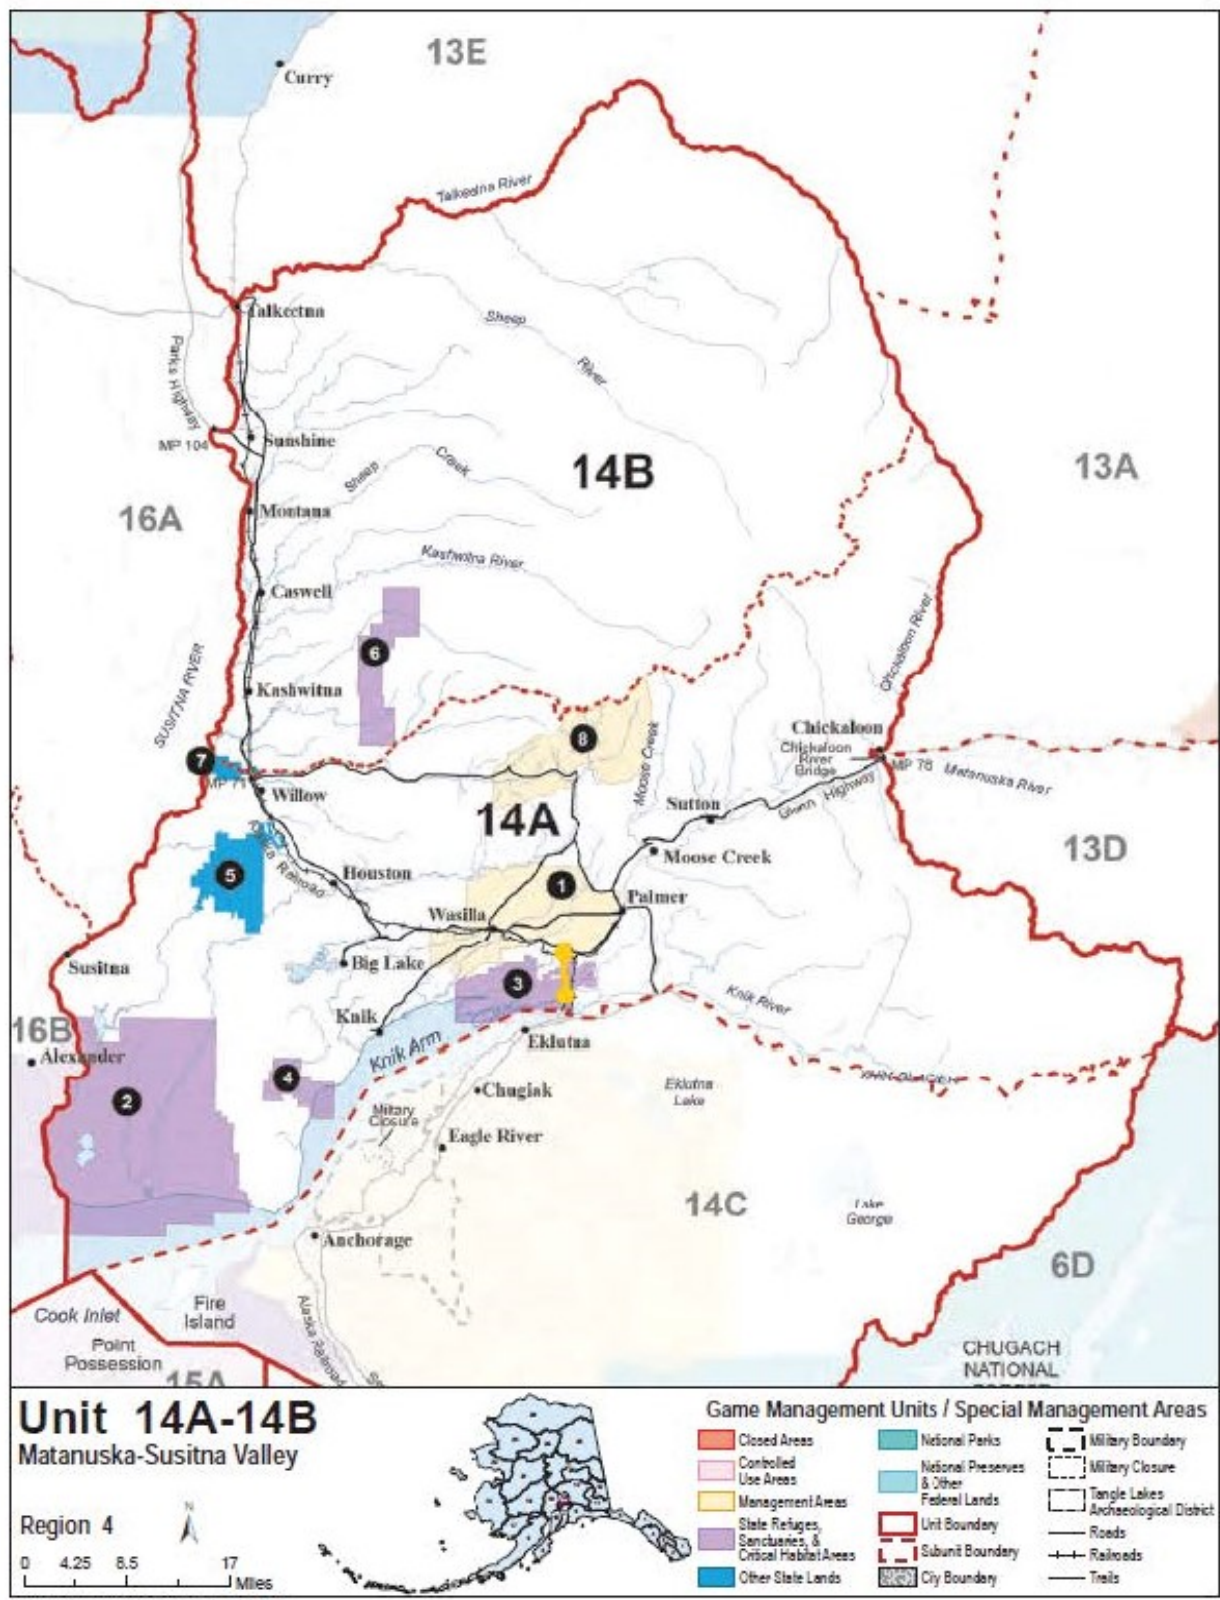 13E
Curry
Talkeetna River
Talkeetna
Sheep
River
Parks Highway
MP 104
Sunshine
Sheep
Creek
14B
13A
16A
Montana
Kashwitna River
Caswell
6
Chickaloon River
SUSITNA RIVER
Kashwitna
8
Moose Creek
Chickaloon
Chickaloon
River
Bridge
MP 76
Matanuska River
7
Willow
Glenn Highway
Sutton
14A
13D
Railroad
5
Houston
Moose Creek
1
Palmer
Wasilla
Susitna
Big Lake
3
Knik River
16B
Knik
Knik Arm
Eklutna
Alexander
4
KNIK GLACIER
2
Chugiak
Eklutna
Lake
Military
Closure
Eagle River
14C
Lake
George
Anchorage
6D
Cook Inlet
Fire
Island
Alaska Railroad
Point
Possession
CHUGACH
NATIONAL
15A
Unit 14A-14B
Matanuska-Susitna Valley
Region 4
N
0 4.25 8.5 17
Miles
Game Management Units / Special Management Areas
Closed Areas
Controlled
Use Areas
Management Areas
State Refuges,
Sanctuaries, &
Critical Habitat Areas
Other State Lands
National Parks
National Preserves
& Other
Federal Lands
Unit Boundary
Subunit Boundary
City Boundary
Military Boundary
Military Closure
Tangle Lakes
Archaeological District
Roads
Railroads
Trails